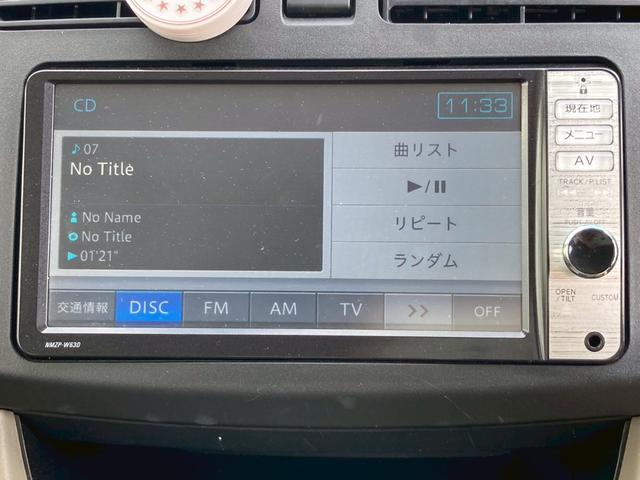 CD
11:33
♪07
No Title
No Name
No Title
▶01'21"
曲リスト
▶/⏸
リピート
ランダム
交通情報 DISC FM AM TV >> OFF
NMZP-W63D
現在地
メニュー
AV
TRACK/P.LIST
音量
PUSH AV OFF
OPEN
/TILT
CUSTOM